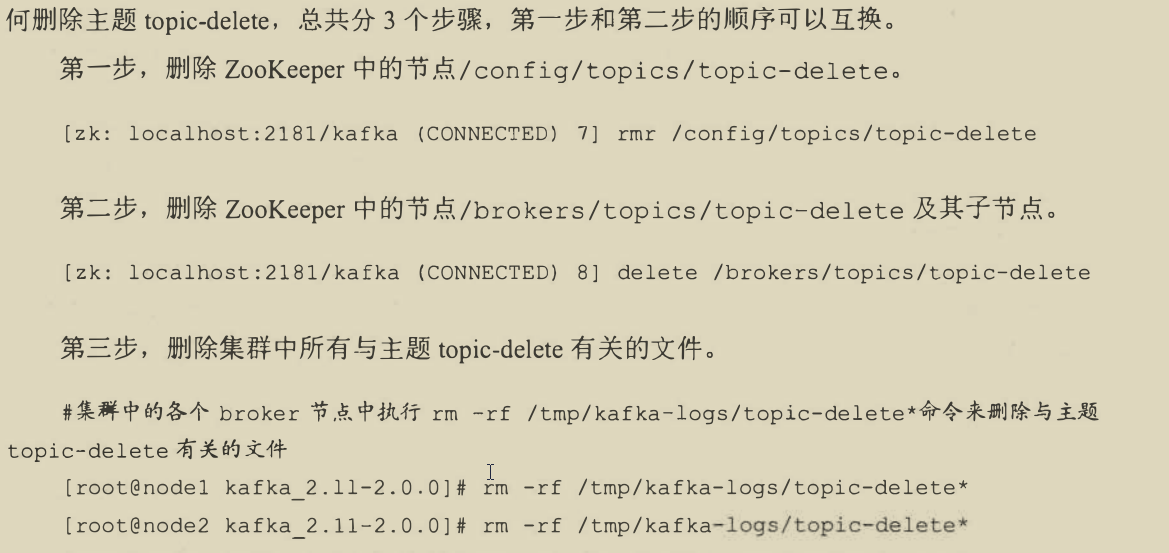 何删除主题 topic-delete，总共分 3 个步骤，第一步和第二步的顺序可以互换。
第一步，删除 ZooKeeper 中的节点/config/topics/topic-delete。
[zk: localhost:2181/kafka (CONNECTED) 7] rmr /config/topics/topic-delete
第二步，删除 ZooKeeper 中的节点/brokers/topics/topic-delete 及其子节点。
[zk: localhost:2181/kafka (CONNECTED) 8] delete /brokers/topics/topic-delete
第三步，删除集群中所有与主题 topic-delete 有关的文件。
#集群中的各个 broker 节点中执行 rm -rf /tmp/kafka-logs/topic-delete*命令来删除与主题
topic-delete 有关的文件
[root@node1 kafka_2.11-2.0.0]# rm -rf /tmp/kafka-logs/topic-delete*
[root@node2 kafka_2.11-2.0.0]# rm -rf /tmp/kafka-logs/topic-delete*